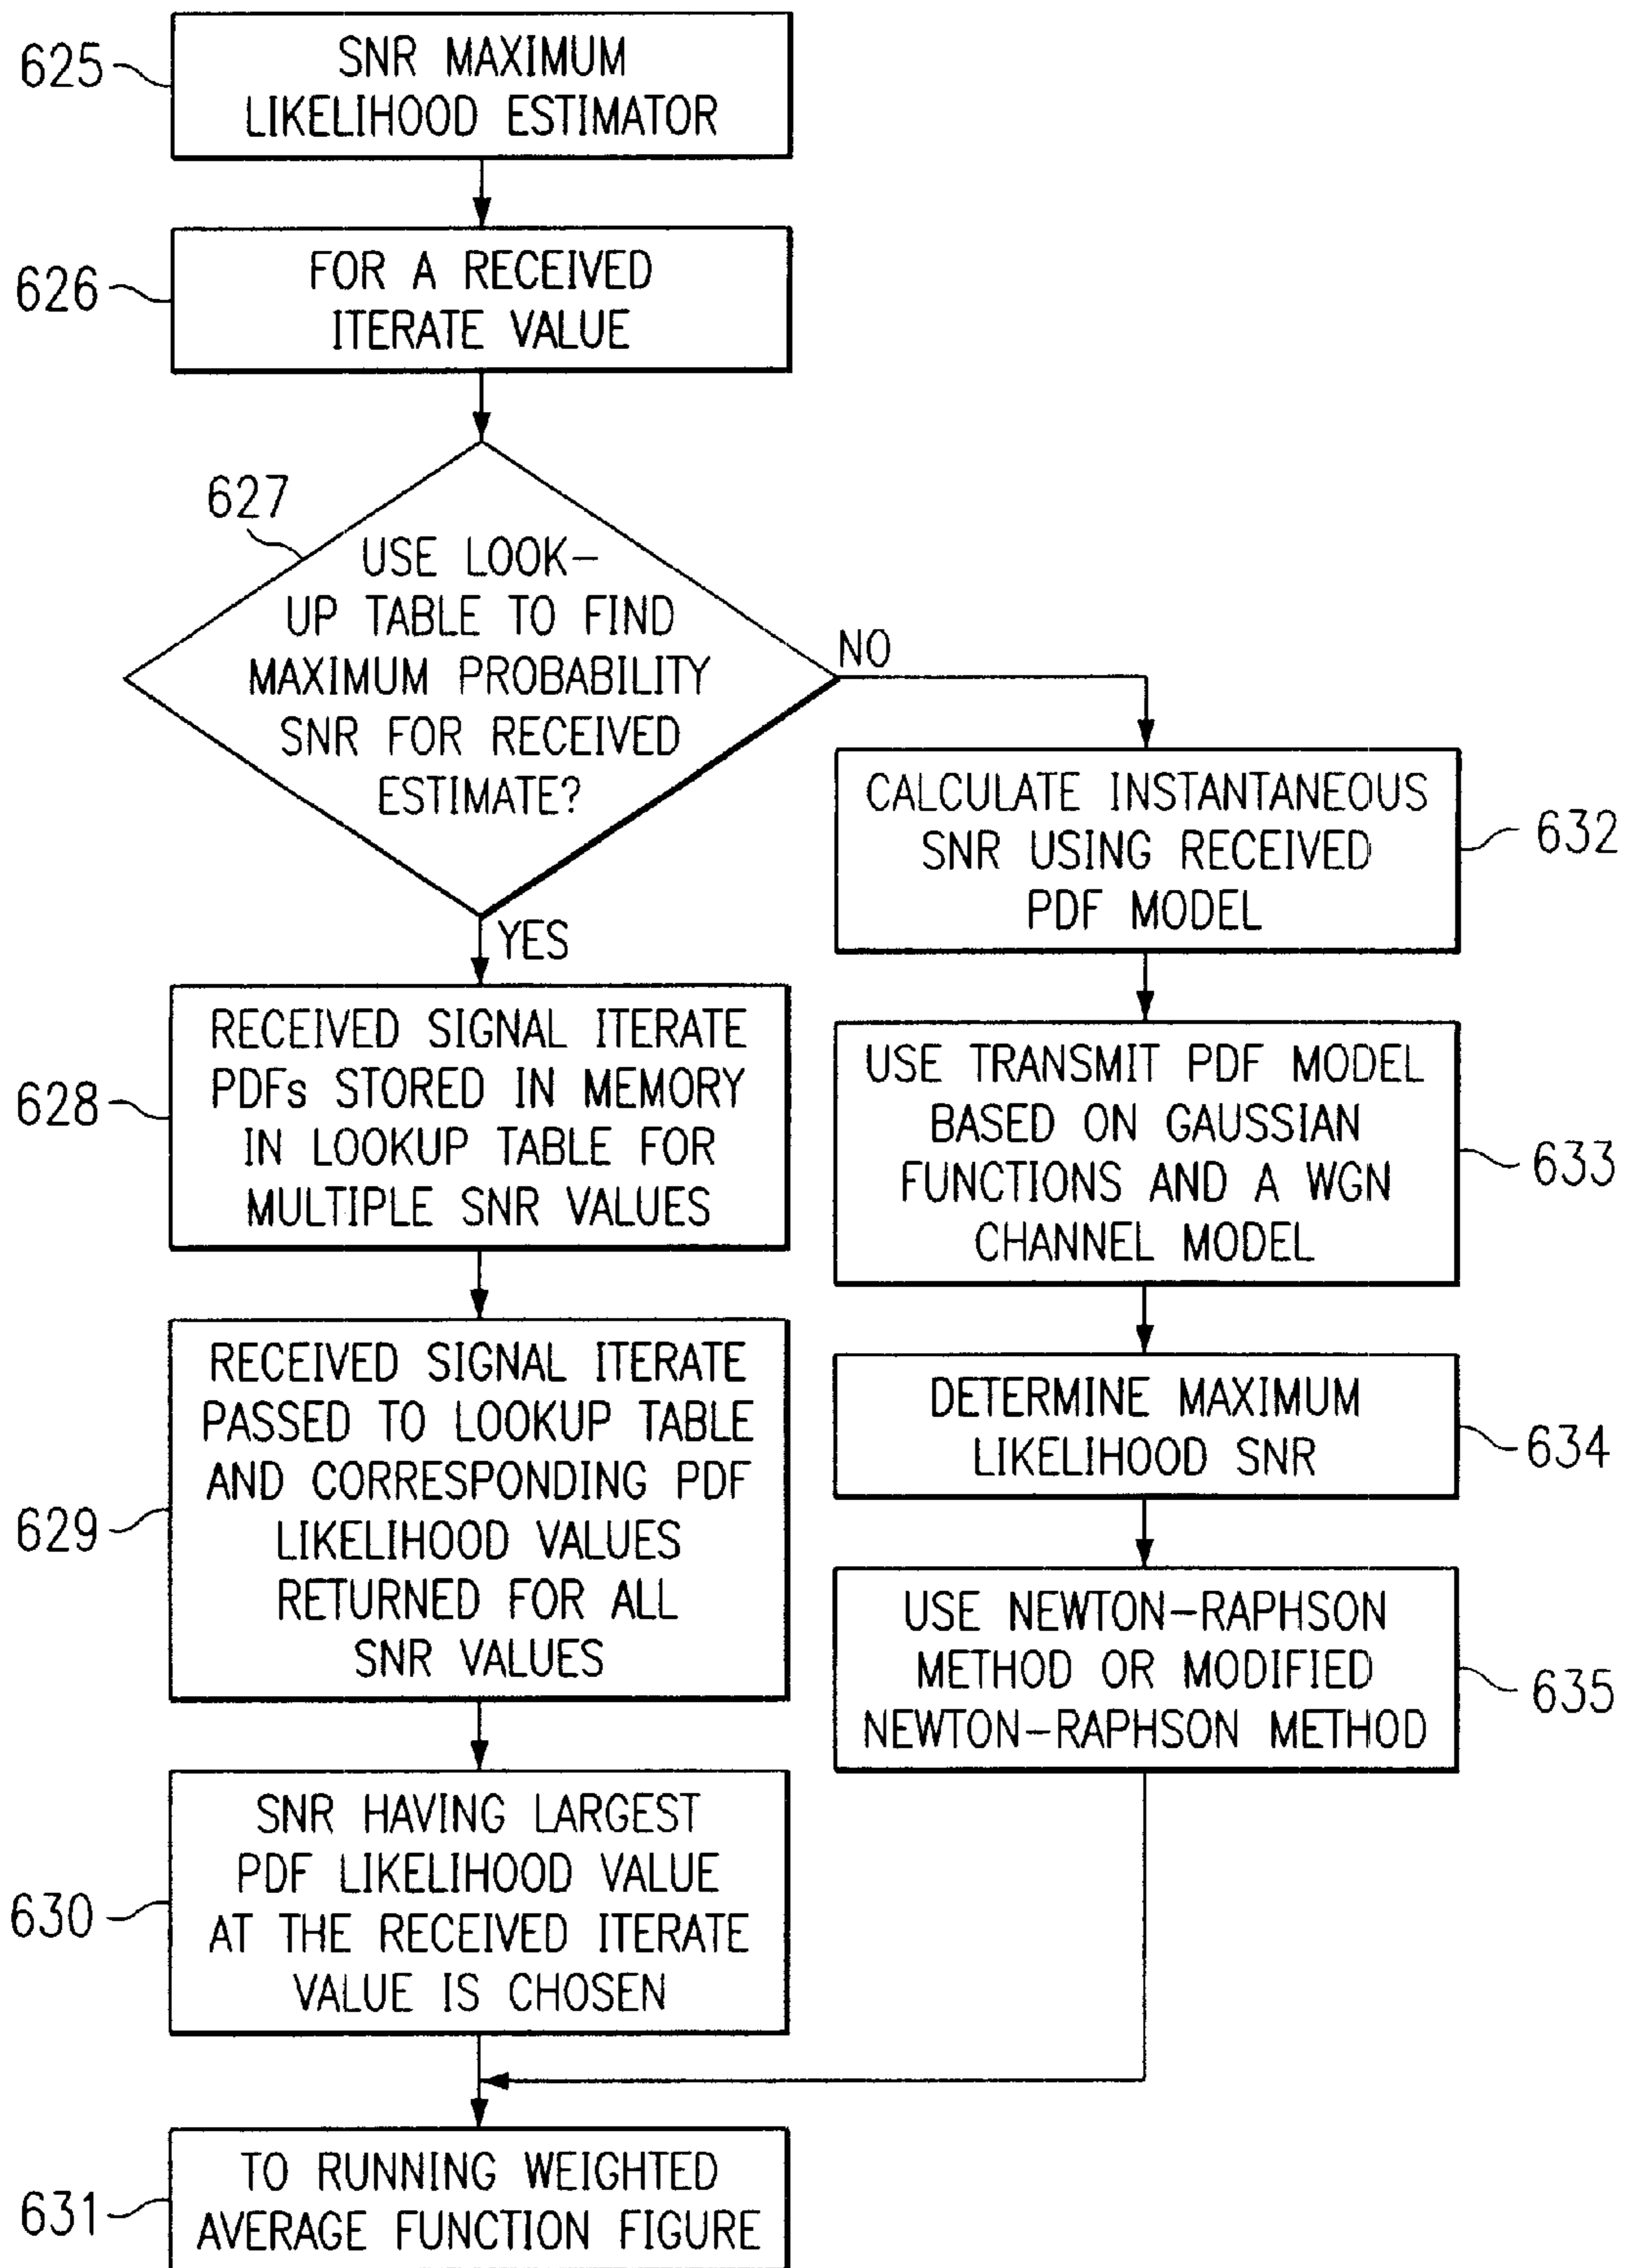 625
SNR MAXIMUM
LIKELIHOOD ESTIMATOR
626
FOR A RECEIVED
ITERATE VALUE
627
USE LOOK-
UP TABLE TO FIND
MAXIMUM PROBABILITY
SNR FOR RECEIVED
ESTIMATE?
NO
YES
628
RECEIVED SIGNAL ITERATE
PDFs STORED IN MEMORY
IN LOOKUP TABLE FOR
MULTIPLE SNR VALUES
629
RECEIVED SIGNAL ITERATE
PASSED TO LOOKUP TABLE
AND CORRESPONDING PDF
LIKELIHOOD VALUES
RETURNED FOR ALL
SNR VALUES
630
SNR HAVING LARGEST
PDF LIKELIHOOD VALUE
AT THE RECEIVED ITERATE
VALUE IS CHOSEN
CALCULATE INSTANTANEOUS
SNR USING RECEIVED
PDF MODEL
632
USE TRANSMIT PDF MODEL
BASED ON GAUSSIAN
FUNCTIONS AND A WGN
CHANNEL MODEL
633
DETERMINE MAXIMUM
LIKELIHOOD SNR
634
USE NEWTON-RAPHSON
METHOD OR MODIFIED
NEWTON-RAPHSON METHOD
635
631
TO RUNNING WEIGHTED
AVERAGE FUNCTION FIGURE